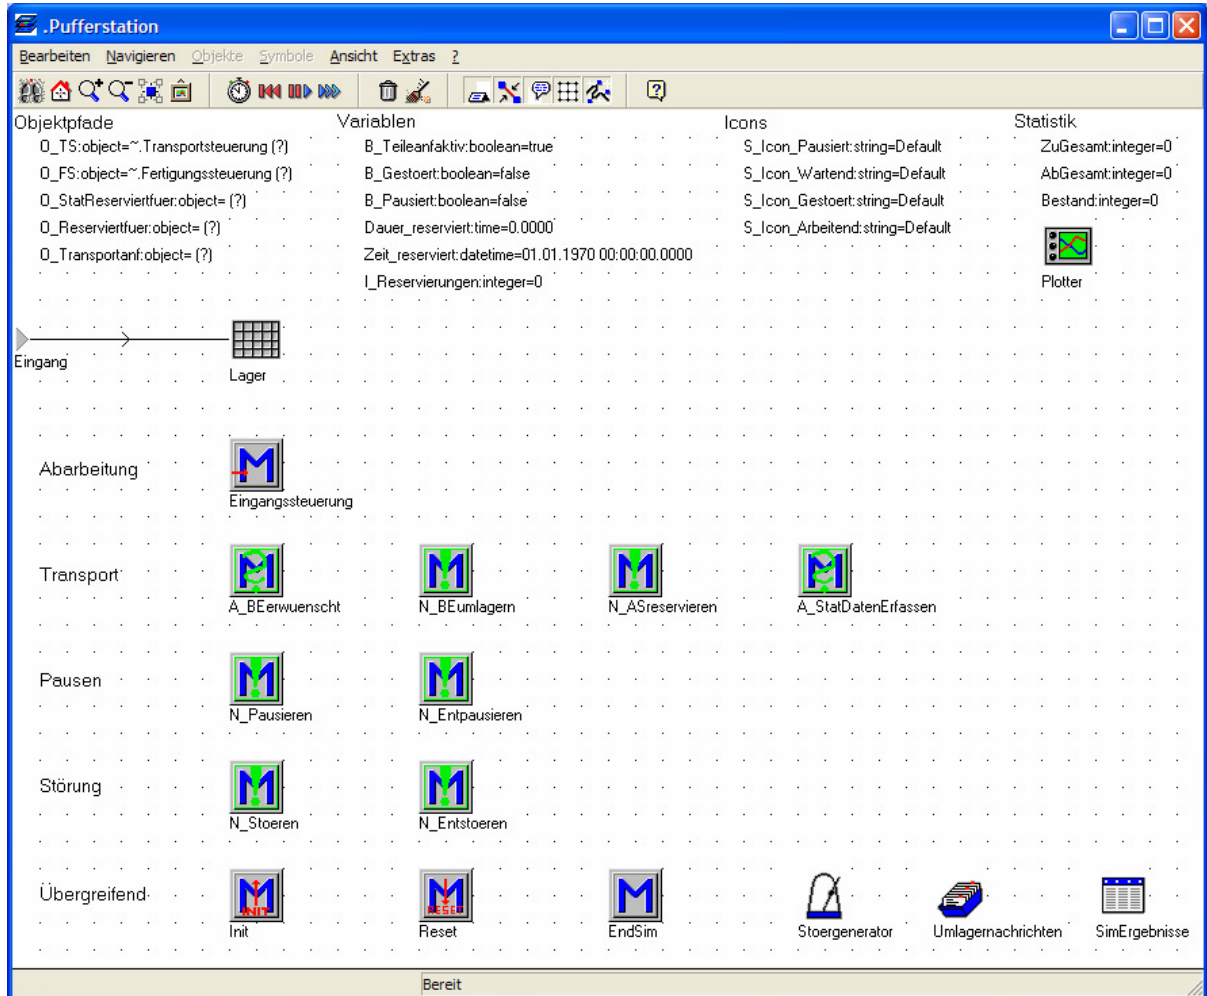 .Pufferstation
Bearbeiten Navigieren Objekte Symbole Ansicht Extras ?
Objektpfade Variablen Icons Statistik
O_TS:object=~.Transportsteuerung (?) B_Teileanfaktiv:boolean=true S_Icon_Pausiert:string=Default ZuGesamt:integer=0
O_FS:object=~.Fertigungssteuerung (?) B_Gestoert:boolean=false S_Icon_Wartend:string=Default AbGesamt:integer=0
O_StatReserviertfuer:object= (?) B_Pausiert:boolean=false S_Icon_Gestoert:string=Default Bestand:integer=0
O_Reserviertfuer:object= (?) Dauer_reserviert:time=0.0000 S_Icon_Arbeitend:string=Default
O_Transportanf:object= (?) Zeit_reserviert:datetime=01.01.1970 00:00:00.0000
I_Reservierungen:integer=0 Plotter
Eingang
Lager
Abarbeitung
Eingangssteuerung
Transport
A_BEerwuenscht N_BEumlagern N_ASreservieren A_StatDatenErfassen
Pausen
N_Pausieren N_Entpausieren
Störung
N_Stoeren N_Entstoeren
Übergreifend
INIT RESET
Init Reset EndSim Stoergenerator Umlagernachrichten SimErgebnisse
Bereit